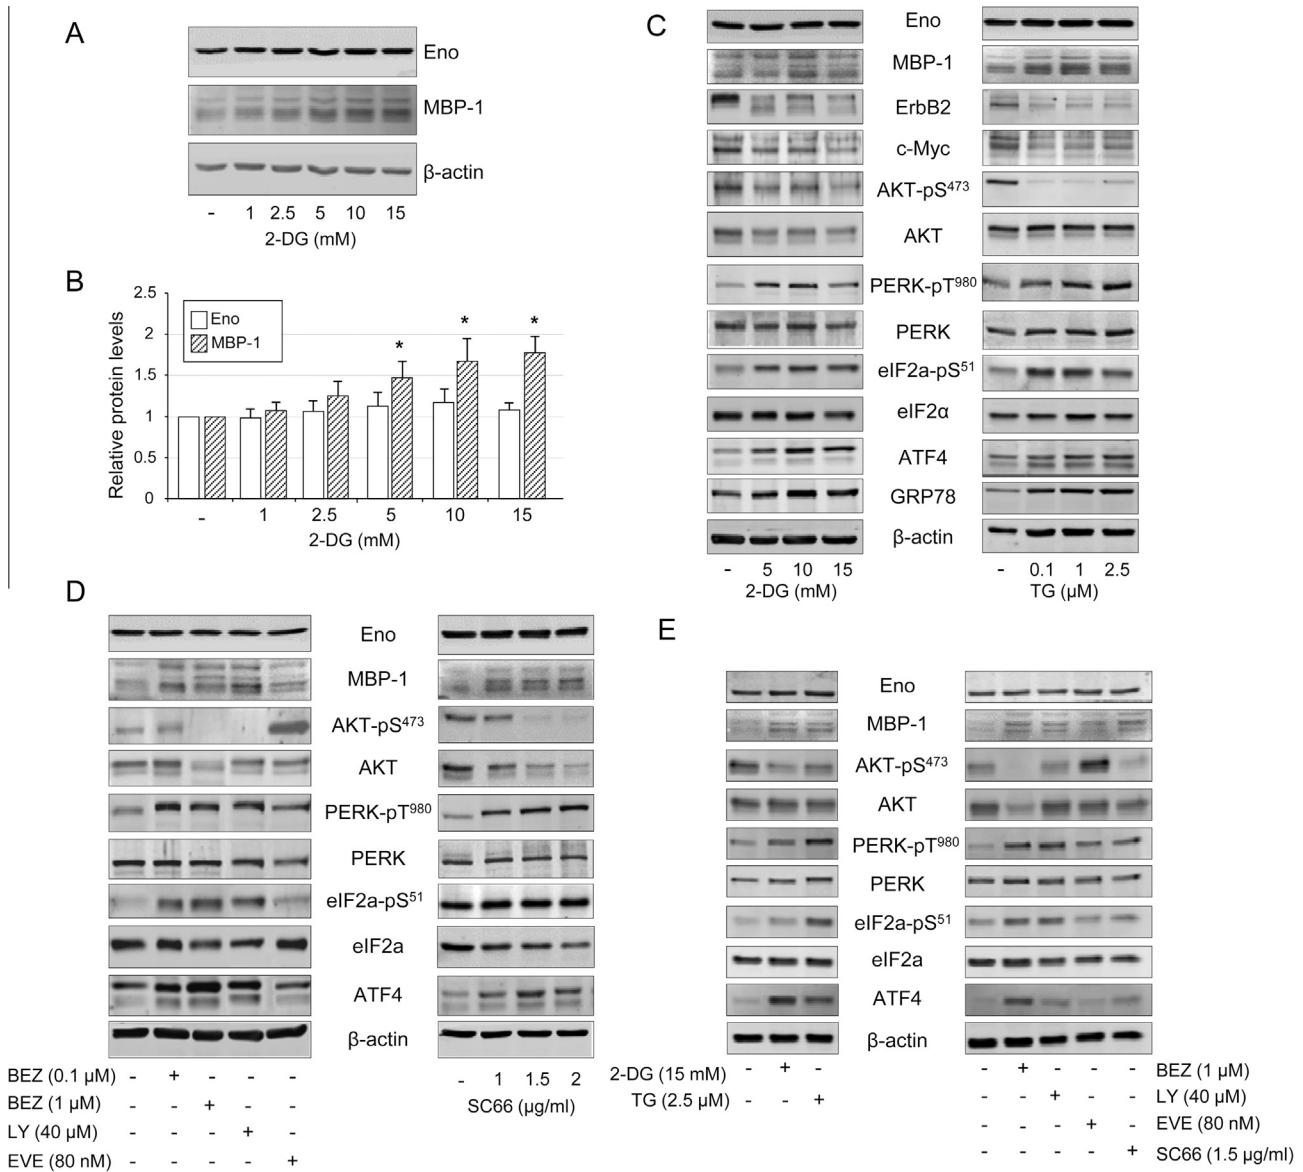 A
Eno
MBP-1
β-actin
- 1 2.5 5 10 15
2-DG (mM)
B
Relative protein levels
2.5
2
1.5
1
0.5
0
Eno
MBP-1
* * *
- 1 2.5 5 10 15
2-DG (mM)
C
Eno
MBP-1
ErbB2
c-Myc
AKT-pS473
AKT
PERK-pT980
PERK
eIF2a-pS51
eIF2α
ATF4
GRP78
β-actin
- 5 10 15
2-DG (mM)
- 0.1 1 2.5
TG (µM)
D
Eno
MBP-1
AKT-pS473
AKT
PERK-pT980
PERK
eIF2a-pS51
eIF2a
ATF4
β-actin
BEZ (0.1 µM) - + - - -
BEZ (1 µM) - - + - -
LY (40 µM) - - - + -
EVE (80 nM) - - - - +
- 1 1.5 2
SC66 (µg/ml)
E
Eno
MBP-1
AKT-pS473
AKT
PERK-pT980
PERK
eIF2a-pS51
eIF2a
ATF4
β-actin
2-DG (15 mM) - + -
TG (2.5 µM) - - +
- + - - - BEZ (1 µM)
- - + - - LY (40 µM)
- - - + - EVE (80 nM)
- - - - + SC66 (1.5 µg/ml)